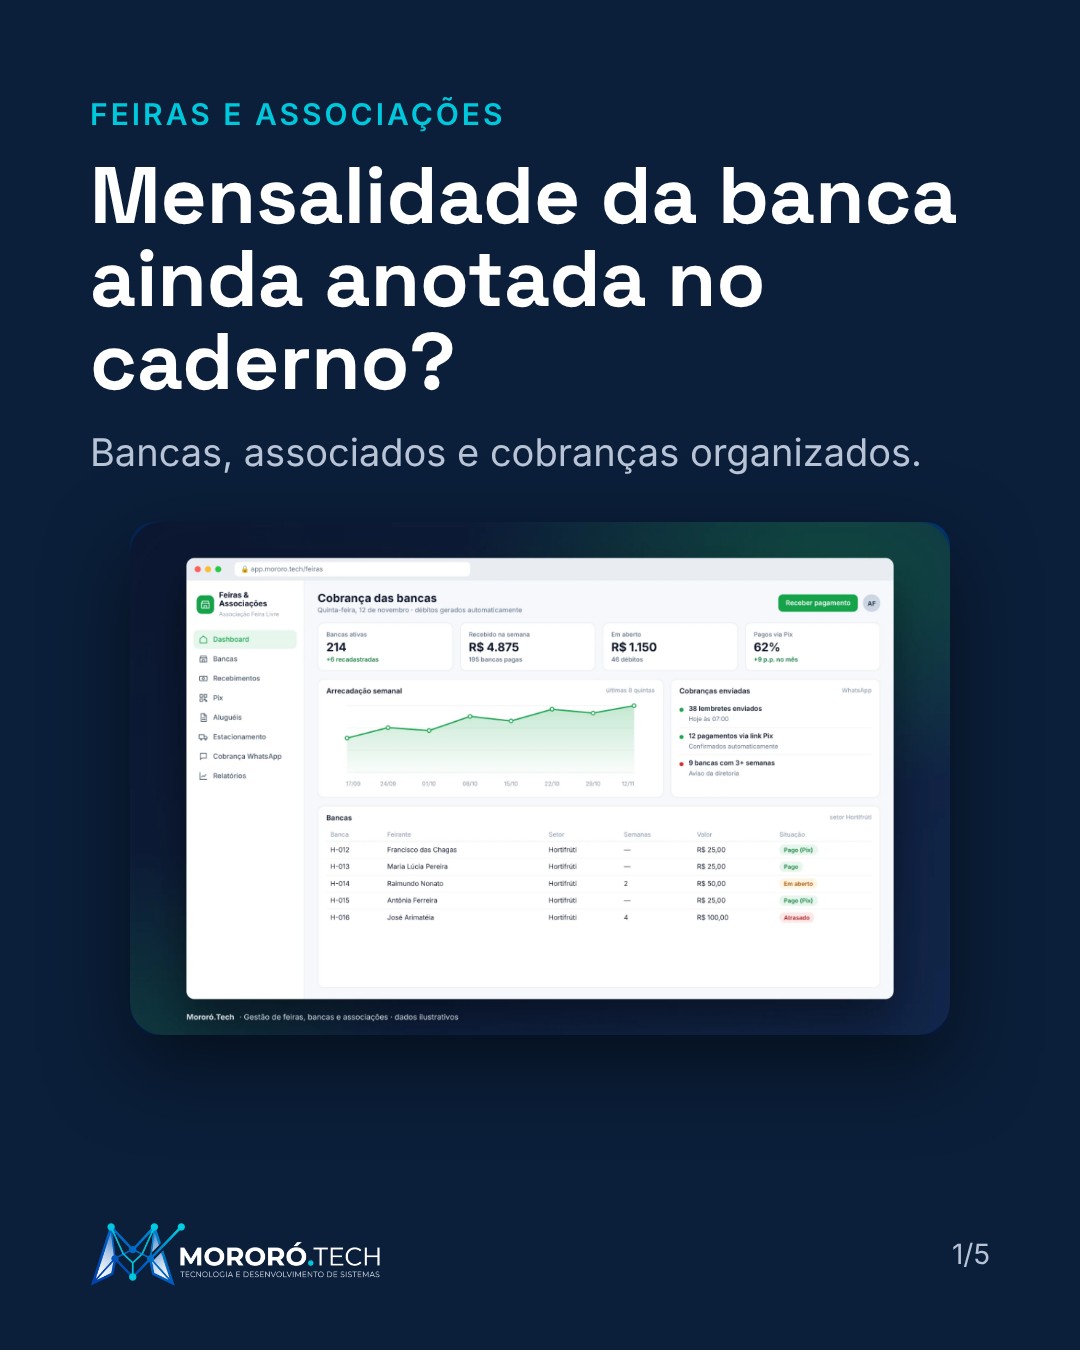 FEIRAS E ASSOCIAÇÕES
Mensalidade da banca
ainda anotada no
caderno?
Bancas, associados e cobranças organizados.
app.mororo.tech/feiras
Feiras &
Associações
Associação Feira Livre
Dashboard
Bancas
Recebimentos
Pix
Aluguéis
Estacionamento
Cobrança WhatsApp
Relatórios
Cobrança das bancas
Quinta-feira, 12 de novembro · débitos gerados automaticamente
Receber pagamento
AF
Bancas ativas
214
+6 recadastradas
Recebido na semana
R$ 4.875
195 bancas pagas
Em aberto
R$ 1.150
46 débitos
Pagos via Pix
62%
+9 p.p. no mês
Arrecadação semanal
últimas 8 quintas
17/09 24/09 01/10 08/10 15/10 22/10 29/10 12/11
Cobranças enviadas
WhatsApp
38 lembretes enviados
Hoje às 07:00
12 pagamentos via link Pix
Confirmados automaticamente
9 bancas com 3+ semanas
Aviso da diretoria
Bancas
setor Hortifrúti
Banca Feirante Setor Semanas Valor Situação
H-012 Francisco das Chagas Hortifrúti — R$ 25,00 Pago (Pix)
H-013 Maria Lúcia Pereira Hortifrúti — R$ 25,00 Pago
H-014 Raimundo Nonato Hortifrúti 2 R$ 50,00 Em aberto
H-015 Antônia Ferreira Hortifrúti — R$ 25,00 Pago (Pix)
H-016 José Arimatéia Hortifrúti 4 R$ 100,00 Atrasado
Mororó.Tech · Gestão de feiras, bancas e associações · dados ilustrativos
MORORÓ.TECH
TECNOLOGIA E DESENVOLVIMENTO DE SISTEMAS
1/5